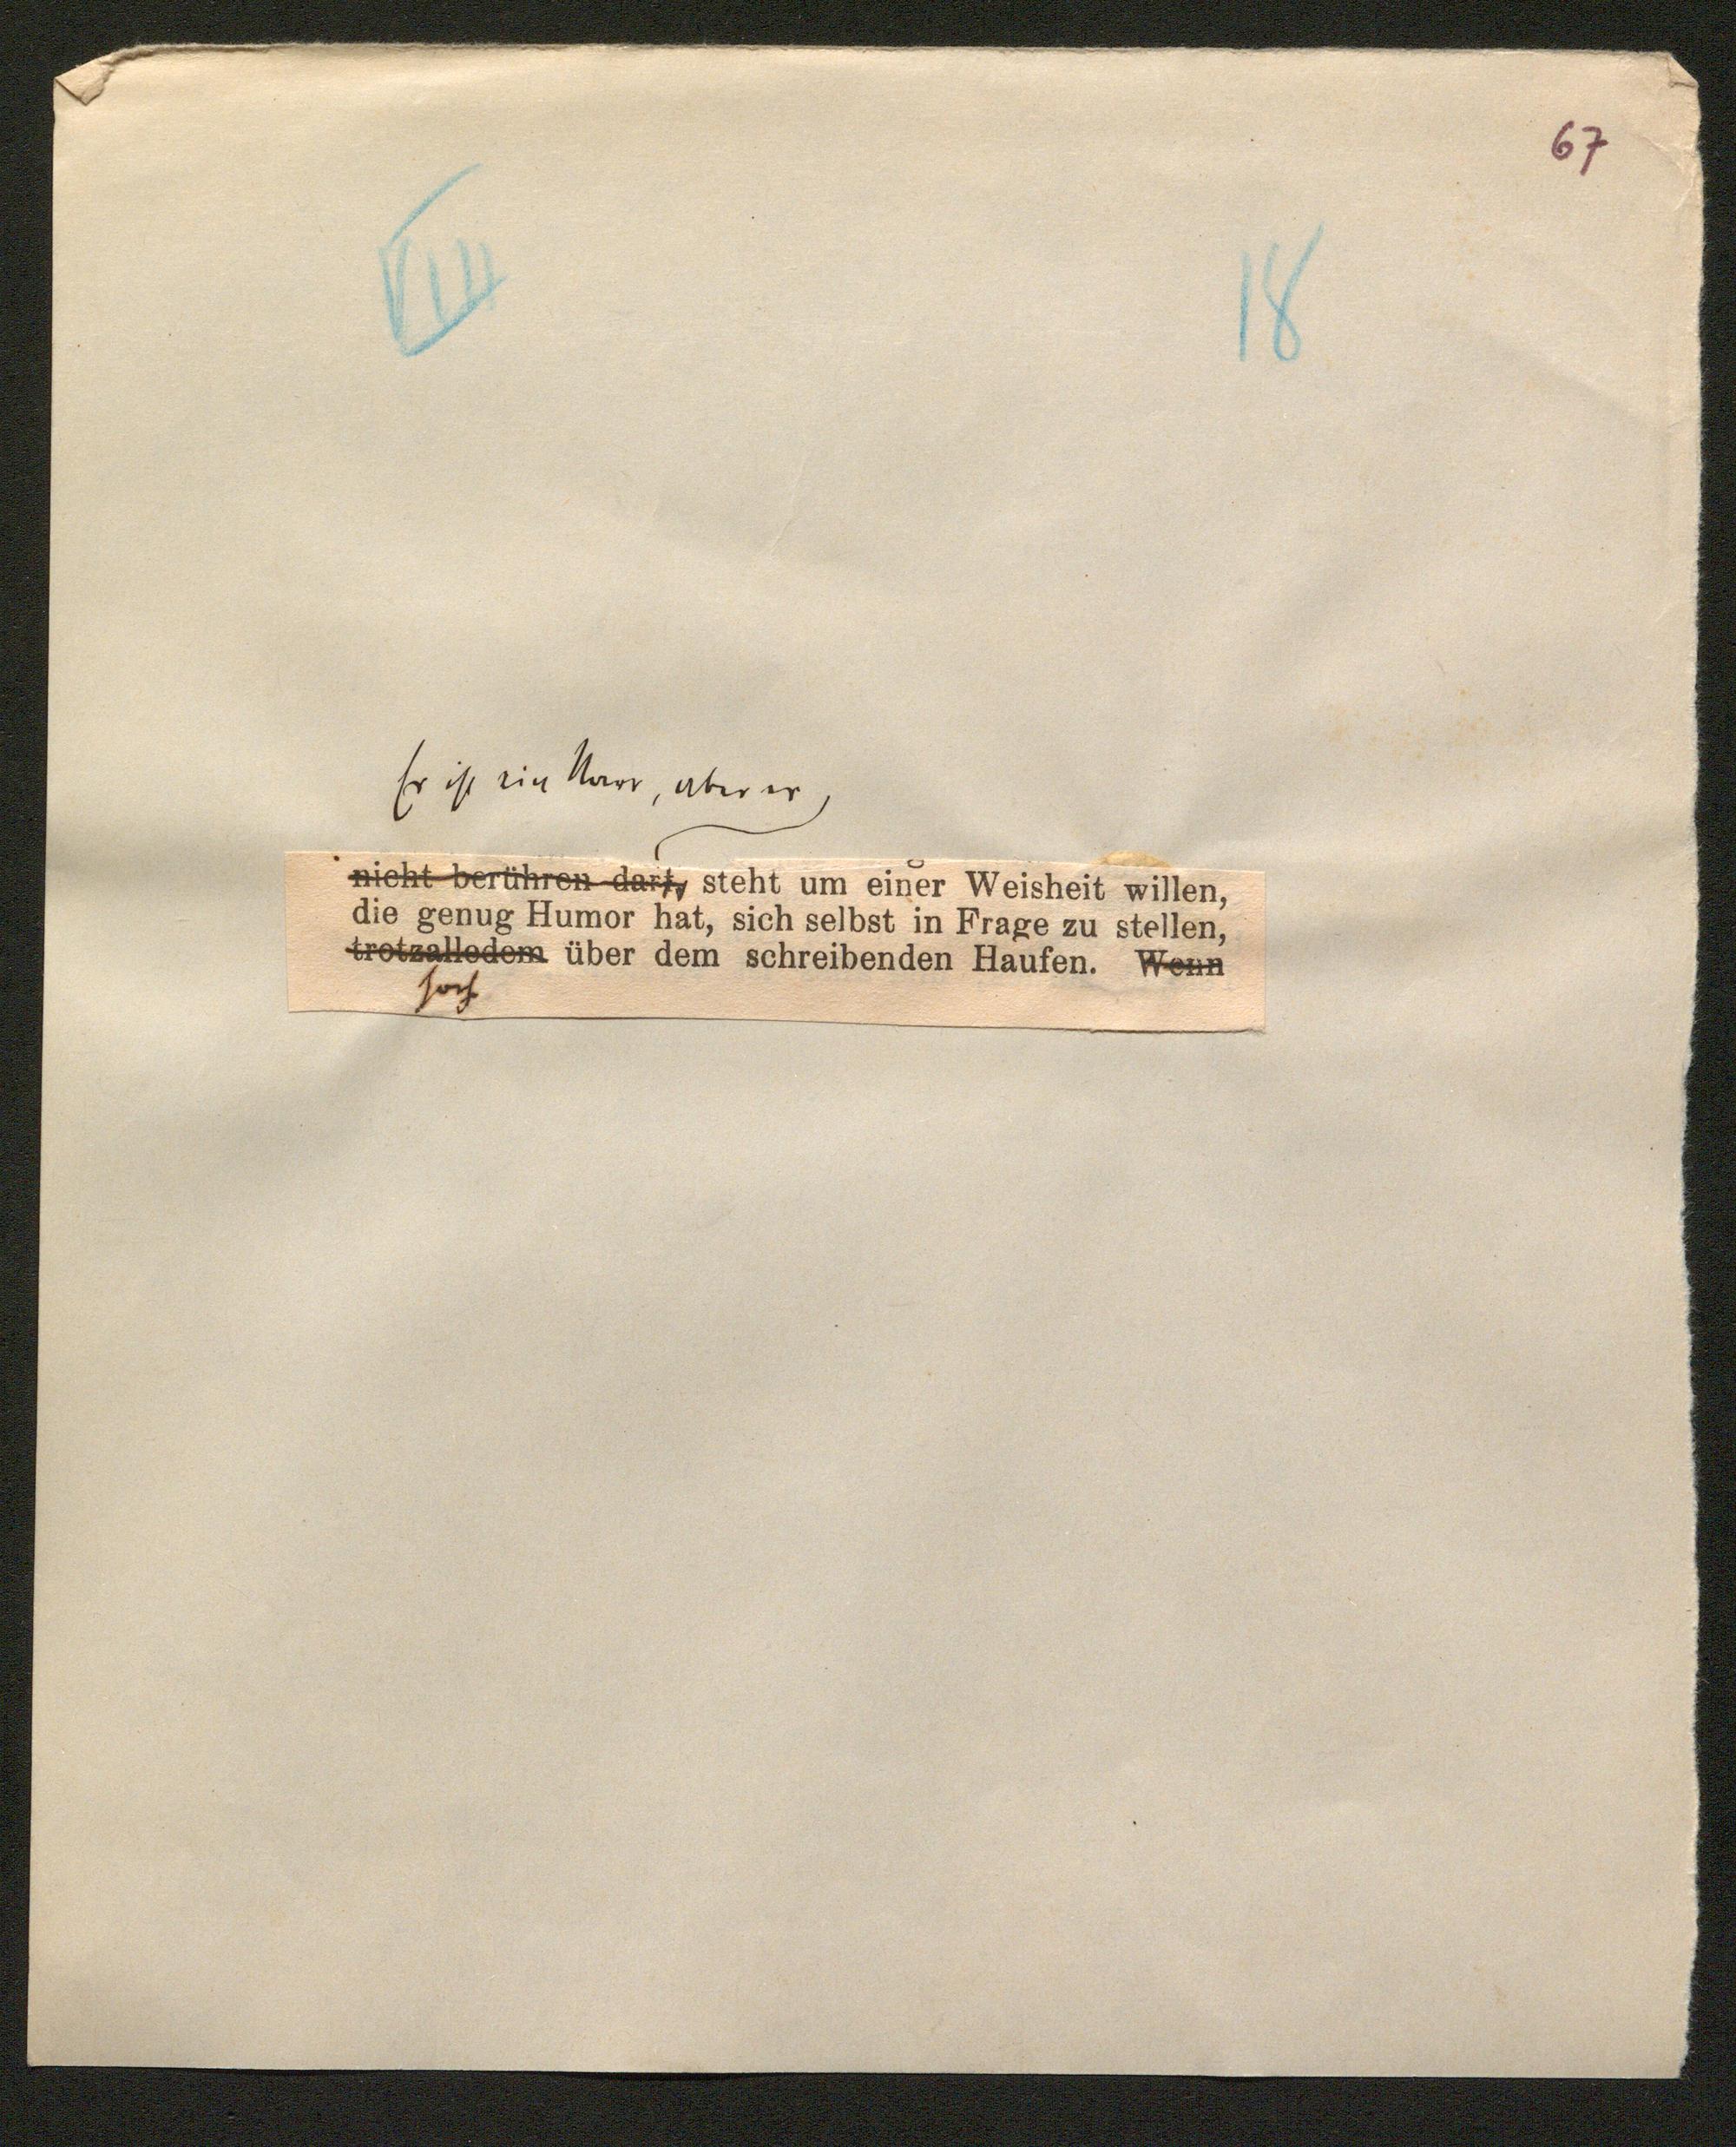 67
VIII 18
Er ist ein Narr, aber er
nicht berühren darf, steht um einer Weisheit willen,
die genug Humor hat, sich selbst in Frage zu stellen,
trotzalledem über dem schreibenden Haufen. Wenn
hoch